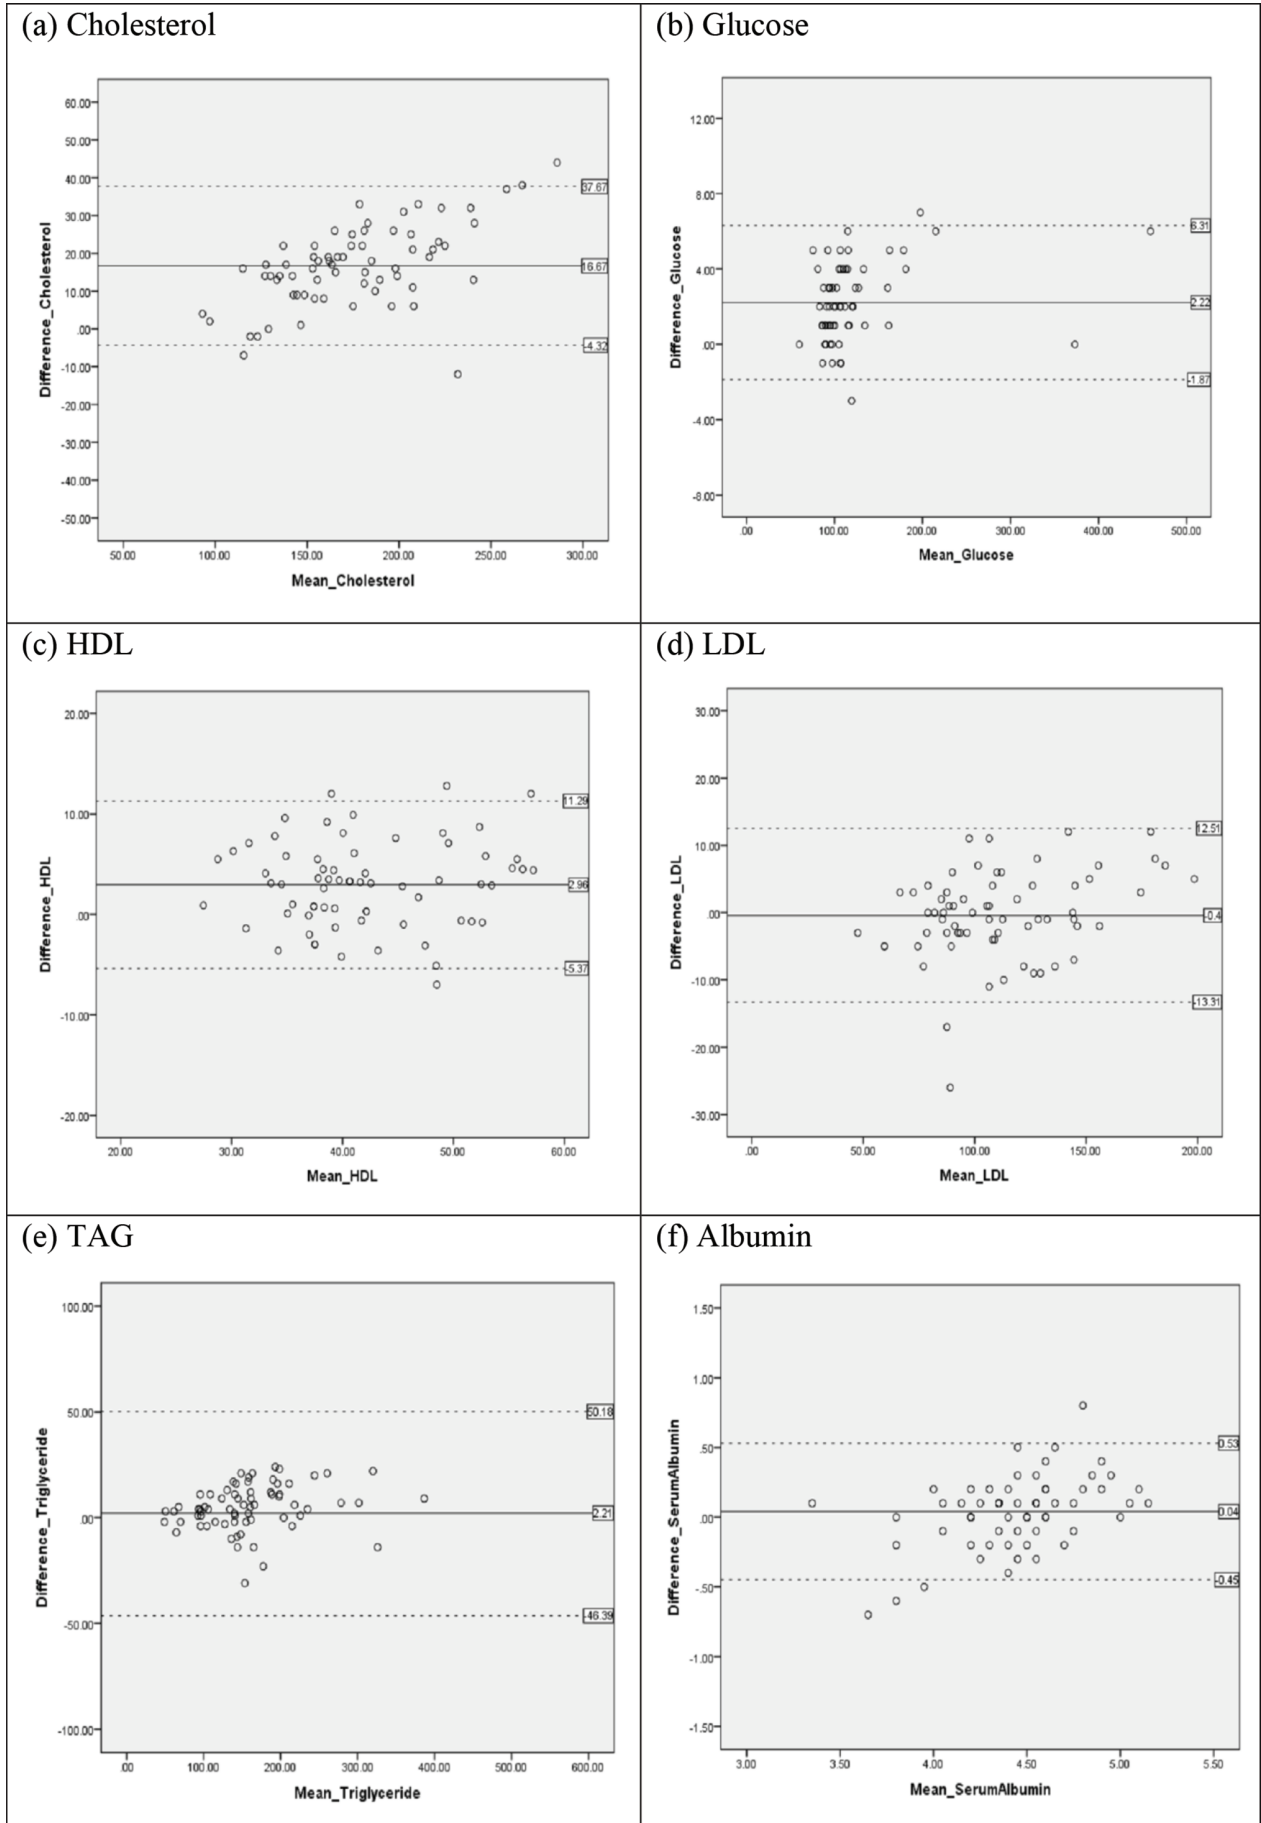 (a) Cholesterol
60.00
50.00
40.00
30.00
20.00
10.00
.00
-10.00
-20.00
-30.00
-40.00
-50.00
Difference_Cholesterol
37.67
16.67
-4.32
50.00 100.00 150.00 200.00 250.00 300.00
Mean_Cholesterol
(b) Glucose
12.00
8.00
4.00
.00
-4.00
-8.00
Difference_Glucose
6.31
2.22
-1.87
.00 100.00 200.00 300.00 400.00 500.00
Mean_Glucose
(c) HDL
20.00
10.00
.00
-10.00
-20.00
Difference_HDL
11.29
2.96
-5.37
20.00 30.00 40.00 50.00 60.00
Mean_HDL
(d) LDL
30.00
20.00
10.00
.00
-10.00
-20.00
-30.00
Difference_LDL
12.51
-0.4
-13.31
.00 50.00 100.00 150.00 200.00
Mean_LDL
(e) TAG
100.00
50.00
.00
-50.00
-100.00
Difference_Triglyceride
50.18
2.21
-46.39
.00 100.00 200.00 300.00 400.00 500.00 600.00
Mean_Triglyceride
(f) Albumin
1.50
1.00
.50
.00
-.50
-1.00
-1.50
Difference_SerumAlbumin
0.53
0.04
-0.45
3.00 3.50 4.00 4.50 5.00 5.50
Mean_SerumAlbumin